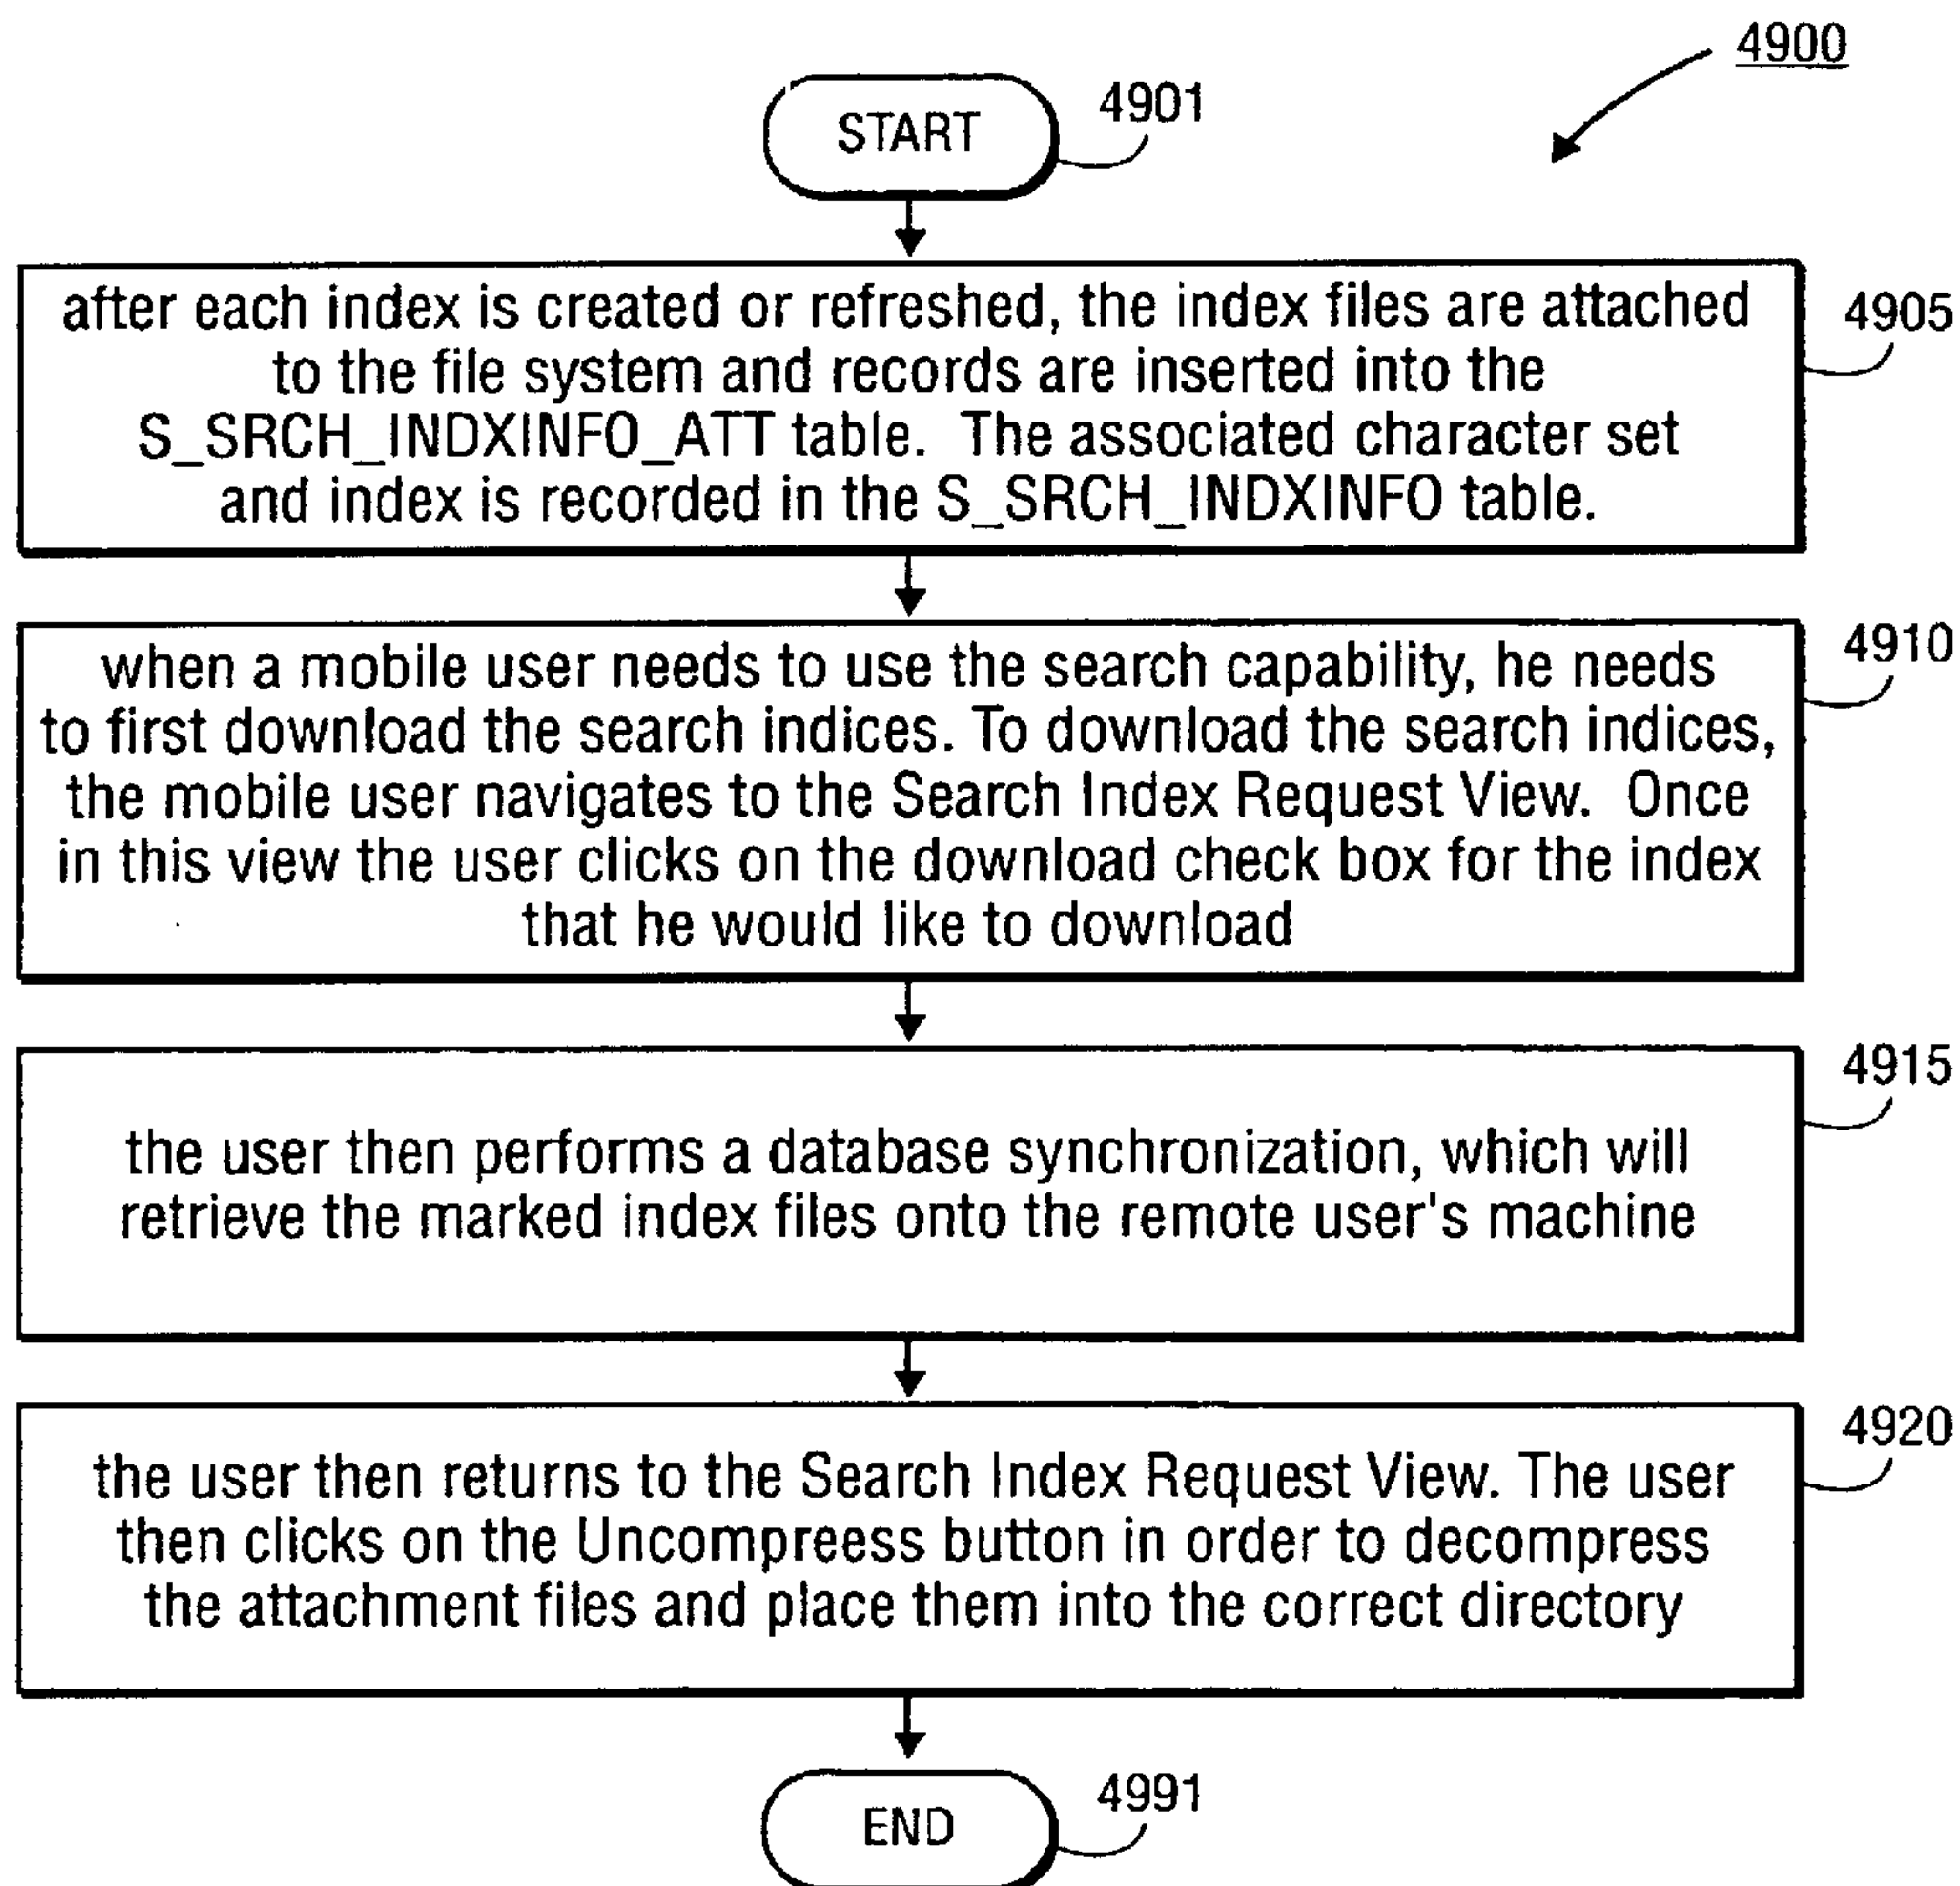 4900
START
4901
after each index is created or refreshed, the index files are attached
to the file system and records are inserted into the
S_SRCH_INDXINFO_ATT table. The associated character set
and index is recorded in the S_SRCH_INDXINFO table.
4905
when a mobile user needs to use the search capability, he needs
to first download the search indices. To download the search indices,
the mobile user navigates to the Search Index Request View. Once
in this view the user clicks on the download check box for the index
that he would like to download
4910
the user then performs a database synchronization, which will
retrieve the marked index files onto the remote user's machine
4915
the user then returns to the Search Index Request View. The user
then clicks on the Uncompreess button in order to decompress
the attachment files and place them into the correct directory
4920
END
4991